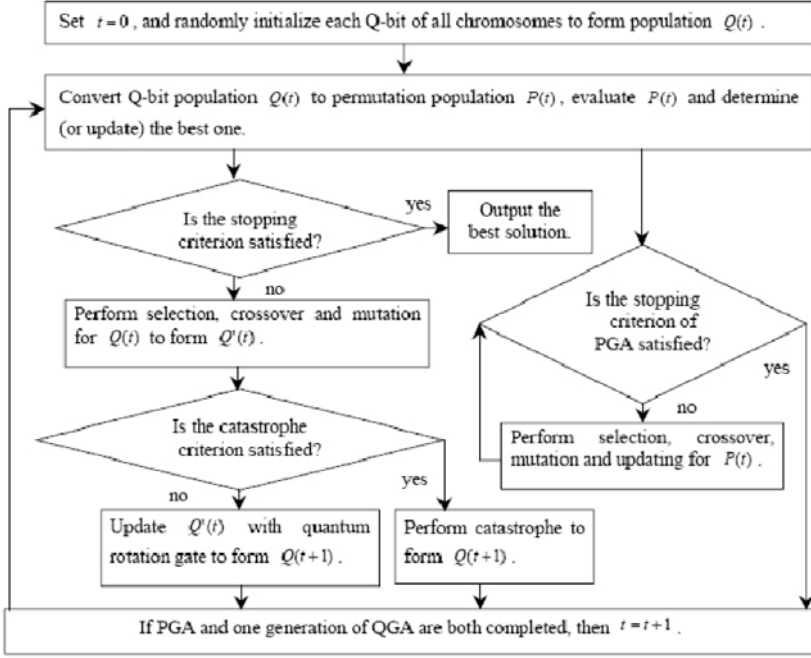 Set t=0, and randomly initialize each Q-bit of all chromosomes to form population Q(t).
Convert Q-bit population Q(t) to permutation population P(t), evaluate P(t) and determine
(or update) the best one.
Is the stopping
criterion satisfied?
yes
Output the
best solution.
no
Perform selection, crossover and mutation
for Q(t) to form Q'(t).
Is the catastrophe
criterion satisfied?
no
yes
Update Q'(t) with quantum
rotation gate to form Q(t+1).
Perform catastrophe to
form Q(t+1).
Is the stopping
criterion of
PGA satisfied?
yes
no
Perform selection, crossover,
mutation and updating for P(t).
If PGA and one generation of QGA are both completed, then t=t+1.